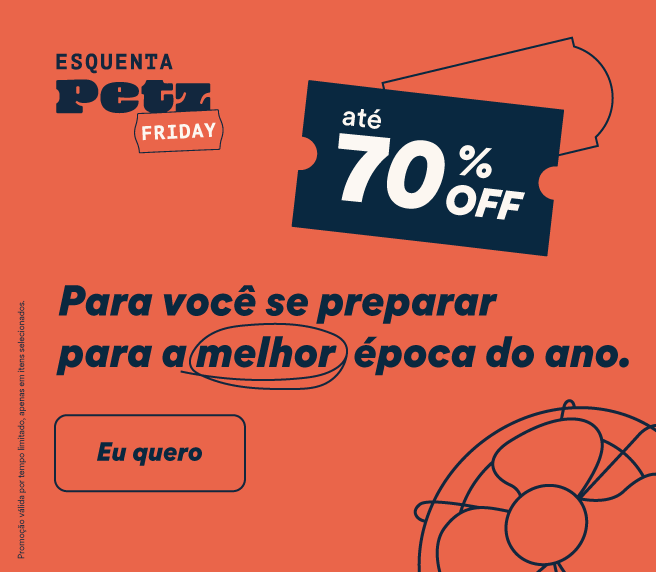 ESQUENTA
Petz
FRIDAY
até
70%
OFF
Para você se preparar
para a melhor época do ano.
Eu quero
Promoção válida por tempo limitado, apenas em itens selecionados.